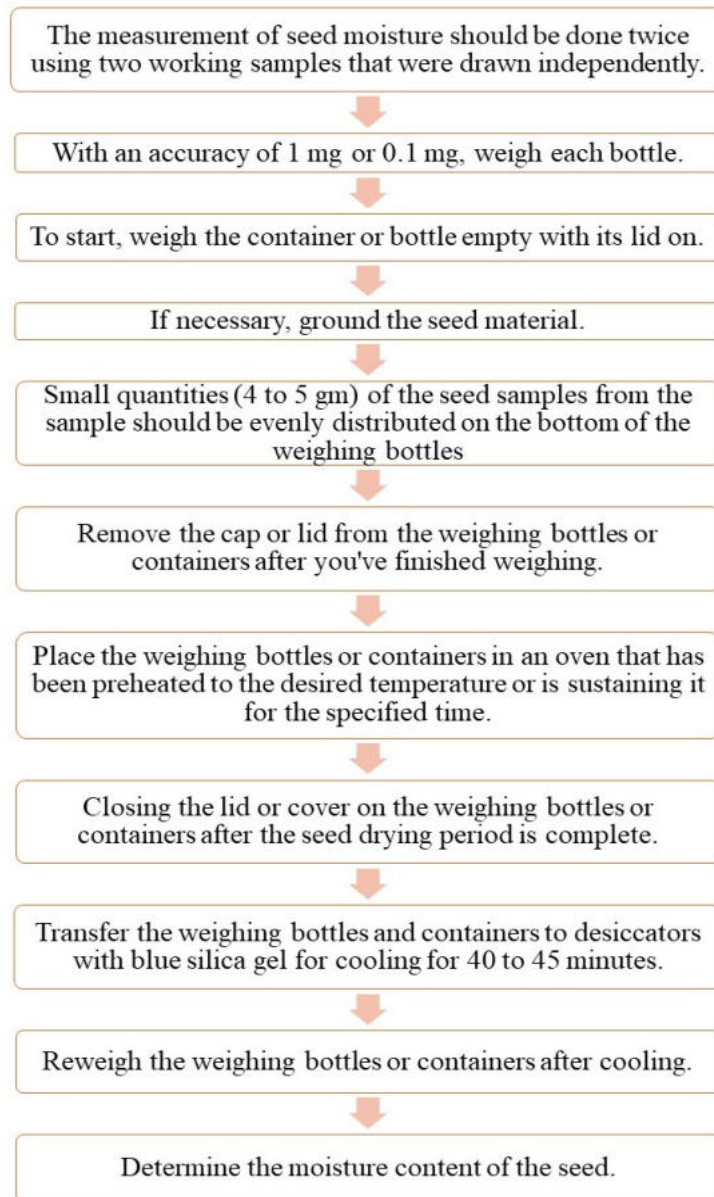 The measurement of seed moisture should be done twice
using two working samples that were drawn independently.
With an accuracy of 1 mg or 0.1 mg, weigh each bottle.
To start, weigh the container or bottle empty with its lid on.
If necessary, ground the seed material.
Small quantities (4 to 5 gm) of the seed samples from the
sample should be evenly distributed on the bottom of the
weighing bottles
Remove the cap or lid from the weighing bottles or
containers after you've finished weighing.
Place the weighing bottles or containers in an oven that has
been preheated to the desired temperature or is sustaining it
for the specified time.
Closing the lid or cover on the weighing bottles or
containers after the seed drying period is complete.
Transfer the weighing bottles and containers to desiccators
with blue silica gel for cooling for 40 to 45 minutes.
Reweigh the weighing bottles or containers after cooling.
Determine the moisture content of the seed.